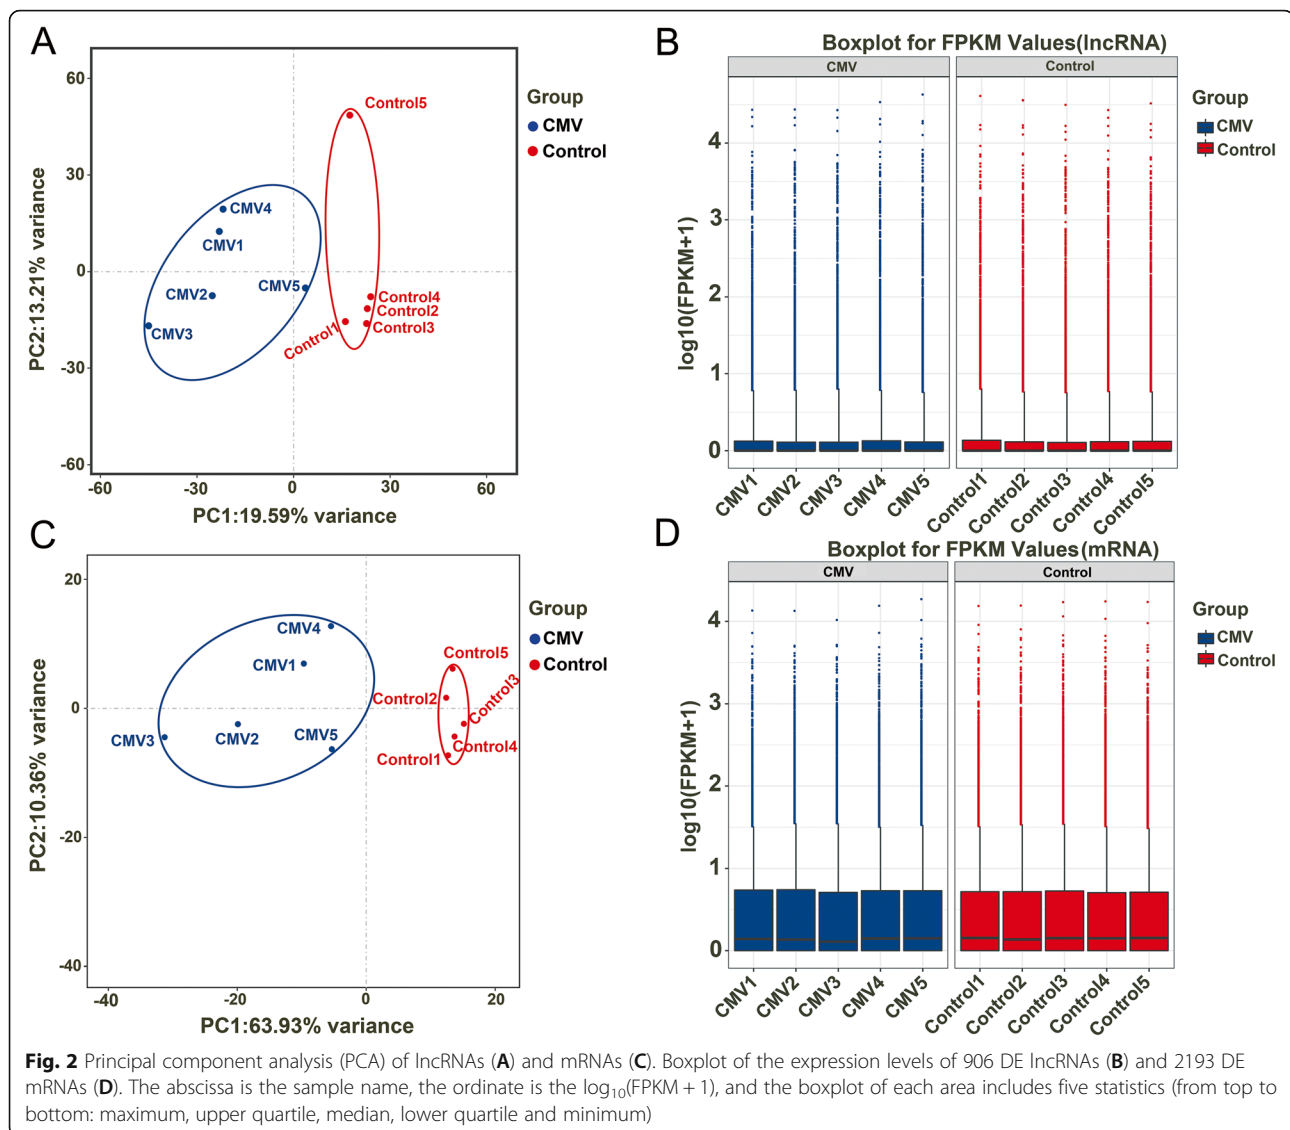 A
60
30
0
-30
-60
PC2:13.21% variance
-60
-30
0
30
60
PC1:19.59% variance
Control5
CMV4
CMV1
CMV5
CMV2
CMV3
Control4
Control2
Control3
Control1
Group
CMV
Control
B
Boxplot for FPKM Values(lncRNA)
CMV
Control
4
3
2
1
0
log10(FPKM+1)
CMV1
CMV2
CMV3
CMV4
CMV5
Control1
Control2
Control3
Control4
Control5
Group
CMV
Control
C
20
0
-20
-40
PC2:10.36% variance
-40
-20
0
20
PC1:63.93% variance
CMV4
CMV1
CMV3
CMV2
CMV5
Control5
Control2
Control3
Control4
Control1
Group
CMV
Control
D
Boxplot for FPKM Values(mRNA)
CMV
Control
4
3
2
1
0
log10(FPKM+1)
CMV1
CMV2
CMV3
CMV4
CMV5
Control1
Control2
Control3
Control4
Control5
Group
CMV
Control
Fig. 2 Principal component analysis (PCA) of lncRNAs (A) and mRNAs (C). Boxplot of the expression levels of 906 DE lncRNAs (B) and 2193 DE
mRNAs (D). The abscissa is the sample name, the ordinate is the log10(FPKM + 1), and the boxplot of each area includes five statistics (from top to
bottom: maximum, upper quartile, median, lower quartile and minimum)